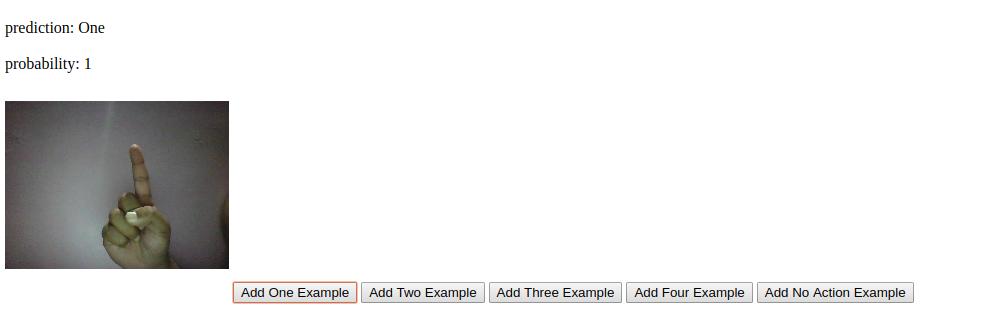 prediction: One
probability: 1
Add One Example Add Two Example Add Three Example Add Four Example Add No Action Example